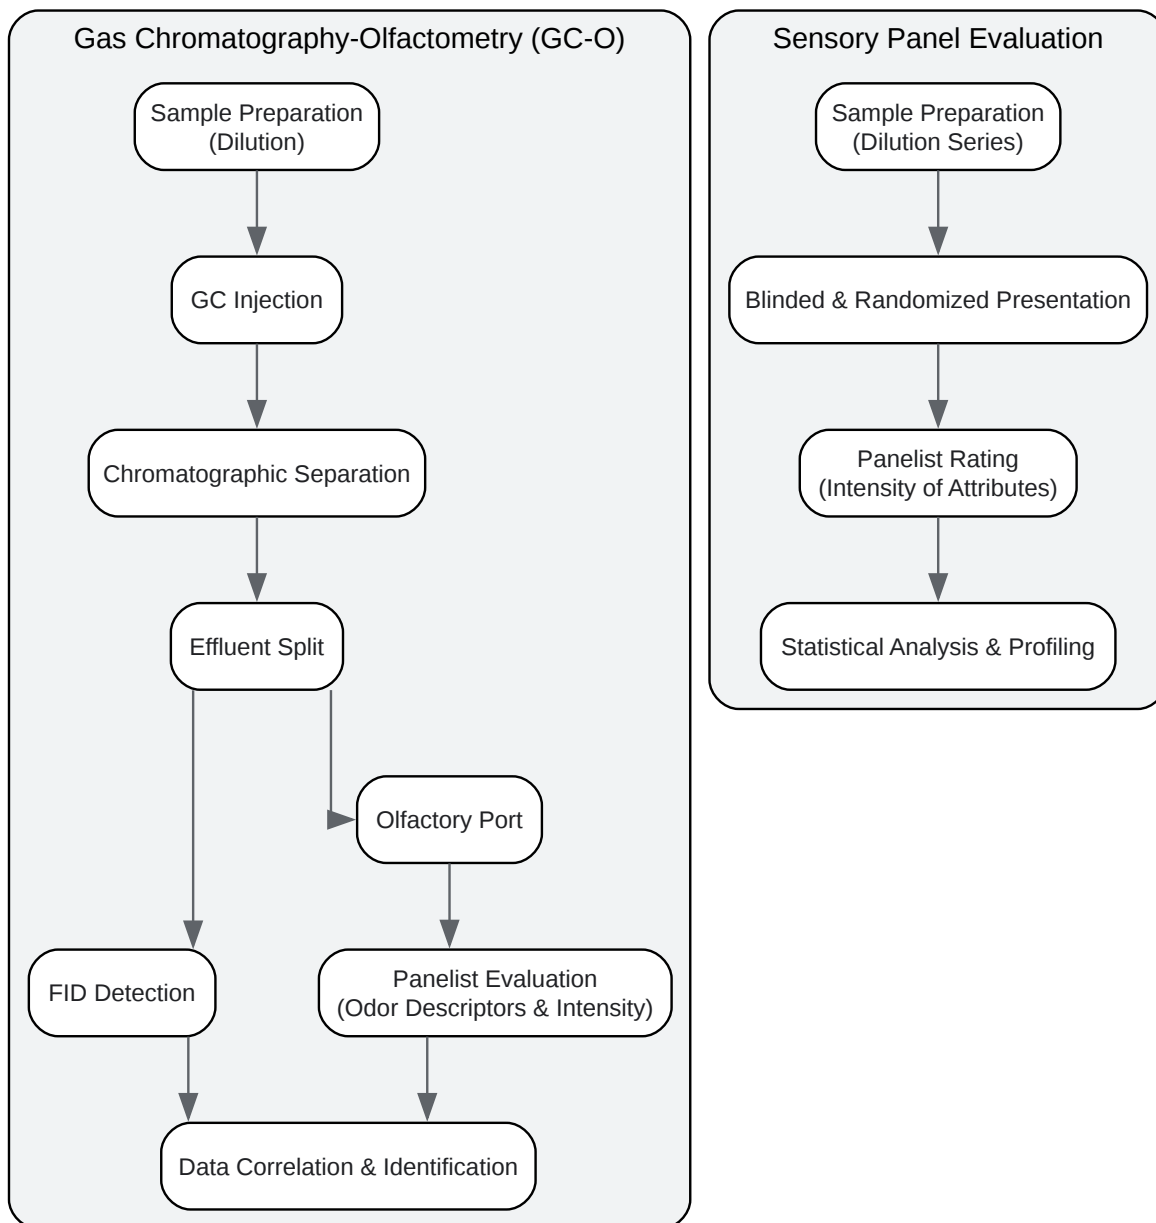 Gas Chromatography-Olfactometry (GC-O)
Sample Preparation
(Dilution)
GC Injection
Chromatographic Separation
Effluent Split
Olfactory Port
FID Detection
Panelist Evaluation
(Odor Descriptors & Intensity)
Data Correlation & Identification
Sensory Panel Evaluation
Sample Preparation
(Dilution Series)
Blinded & Randomized Presentation
Panelist Rating
(Intensity of Attributes)
Statistical Analysis & Profiling